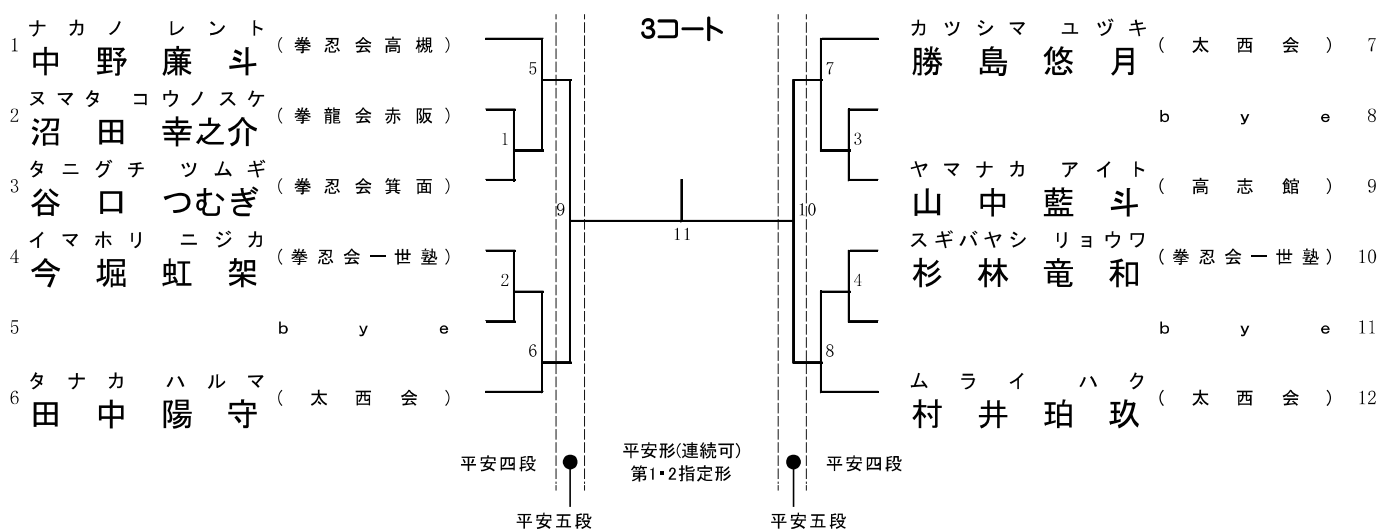 3コート
1 ナカノ レント
中野廉斗 (拳忍会高槻)
2 ヌマタ コウノスケ
沼田 幸之介 (拳龍会赤阪)
3 タニグチ ツムギ
谷口 つむぎ (拳忍会箕面)
4 イマホリ ニジカ
今堀虹架 (拳忍会一世塾)
5 bye
6 タナカ ハルマ
田中陽守 (太西会)
5
1
9
2
6
11
7
3
10
4
8
カツシマ ユヅキ
勝島悠月 (太西会) 7
bye 8
ヤマナカ アイト
山中藍斗 (高志館) 9
スギバヤシ リョウワ
杉林竜和 (拳忍会一世塾) 10
bye 11
ムライ ハク
村井珀玖 (太西会) 12
平安四段
平安形(連続可)
第1・2指定形
平安四段
平安五段
平安五段